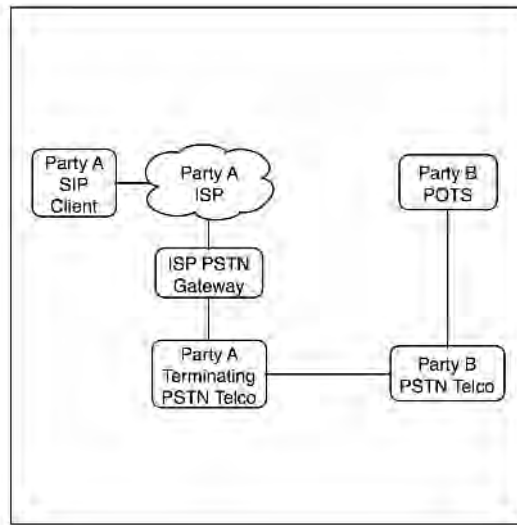 Party A
SIP
Client
Party A
ISP
Party B
POTS
ISP PSTN
Gateway
Party A
Terminating
PSTN Telco
Party B
PSTN Telco